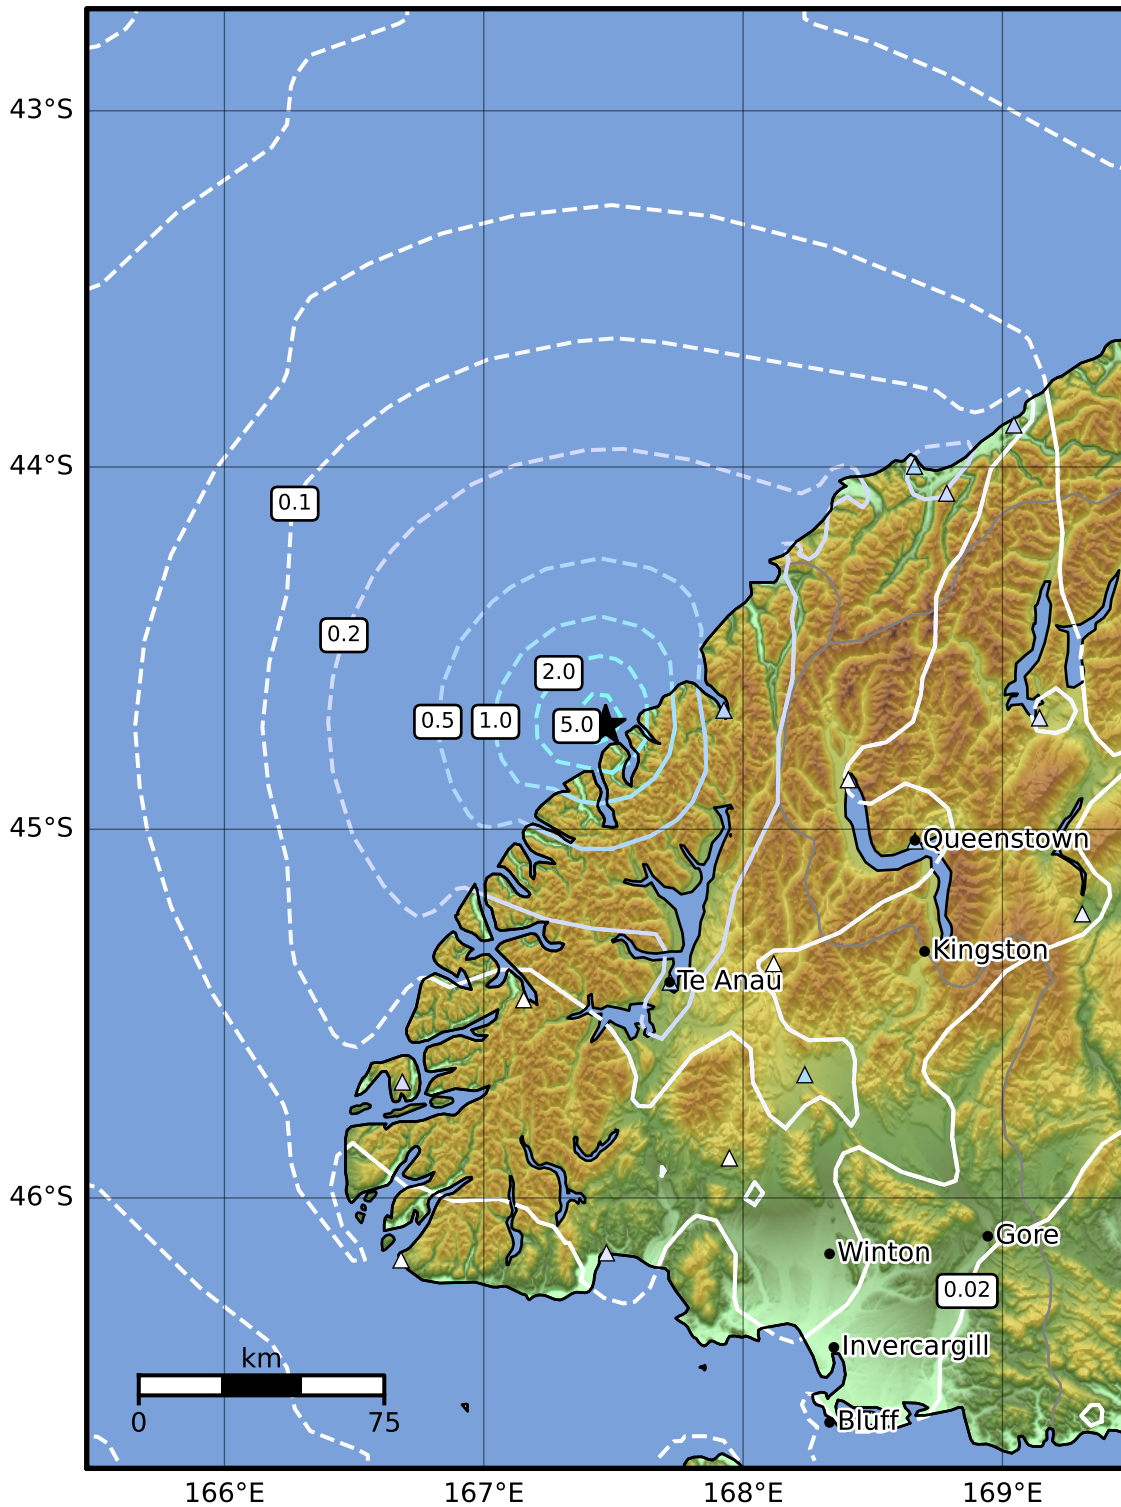 43°S
44°S
0.1
0.2
2.0
0.5
1.0
5.0
45°S
Queenstown
Kingston
Te Anau
46°S
Gore
Winton
0.02
Invercargill
km
0
75
Bluff
166°E
167°E
168°E
169°E